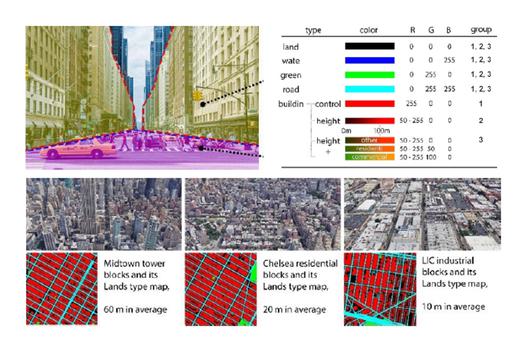 type color R G B group
land 0 0 0 1, 2, 3
wate 0 0 255 1, 2, 3
green 0 255 0 1, 2, 3
road 0 255 255 1, 2, 3
buildin control 255 0 0 1
height 50 - 255 0 0 2
0m 100m
height other 50 - 255 0 0 3
+ residents 50 - 255 50 0
commercial 50 - 255 100 0
Midtown tower
blocks and its
Lands type map,
60 m in average
Chelsea residential
blocks and its
Lands type map,
20 m in average
LIC industrial
blocks and its
Lands type map,
10 m in average